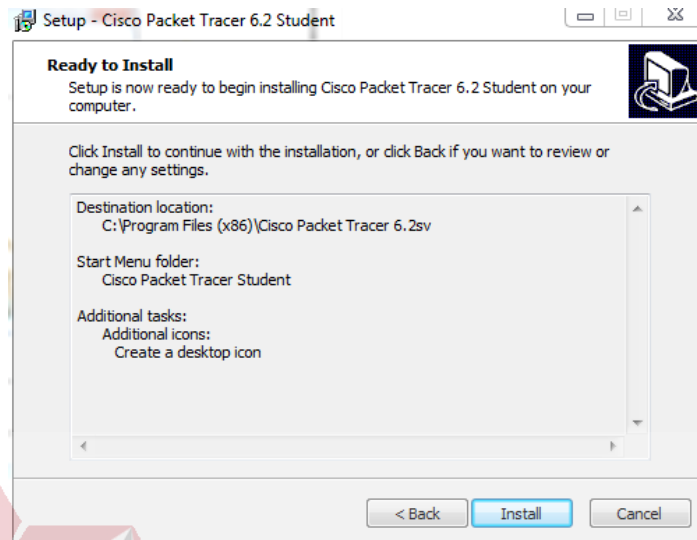 Setup - Cisco Packet Tracer 6.2 Student
Ready to Install
Setup is now ready to begin installing Cisco Packet Tracer 6.2 Student on your
computer.
Click Install to continue with the installation, or click Back if you want to review or
change any settings.
Destination location:
C:\Program Files (x86)\Cisco Packet Tracer 6.2sv
Start Menu folder:
Cisco Packet Tracer Student
Additional tasks:
Additional icons:
Create a desktop icon
< Back
Install
Cancel